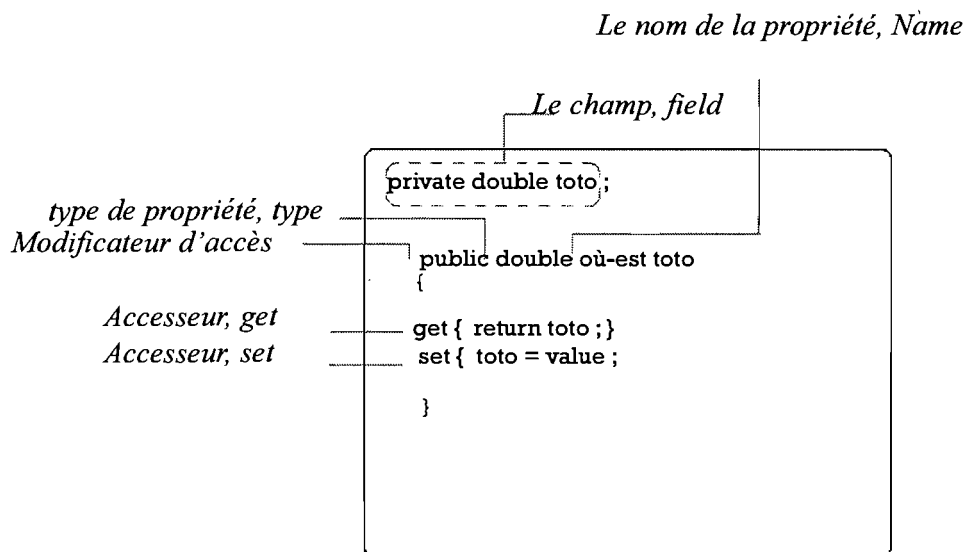 Le nom de la propriété, Name
Le champ, field
private double toto ;
type de propriété, type
Modificateur d'accès
public double où-est toto
{
Accesseur, get
get { return toto ; }
Accesseur, set
set { toto = value ;
}